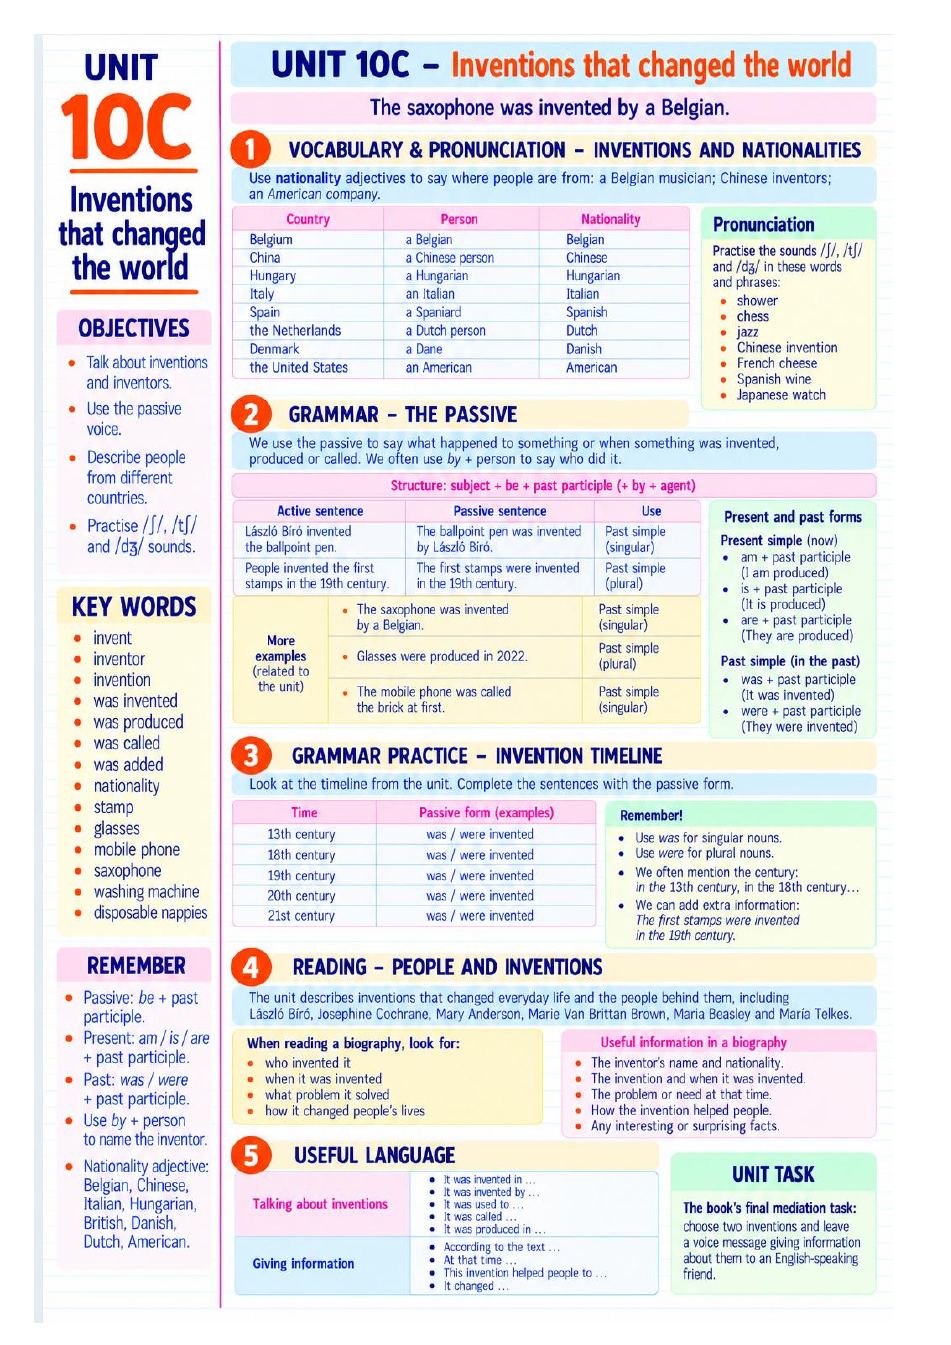 UNIT
10C
Inventions
that changed
the world
OBJECTIVES
• Talk about inventions
and inventors.
• Use the passive
voice.
• Describe people
from different
countries.
• Practise /ʃ/, /tʃ/
and /dʒ/ sounds.
KEY WORDS
• invent
• inventor
• invention
• was invented
• was produced
• was called
• was added
• nationality
• stamp
• glasses
• mobile phone
• saxophone
• washing machine
• disposable nappies
REMEMBER
• Passive: be + past
participle.
• Present: am / is / are
+ past participle.
• Past: was / were
+ past participle.
• Use by + person
to name the inventor.
• Nationality adjective:
Belgian, Chinese,
Italian, Hungarian,
British, Danish,
Dutch, American.
UNIT 10C – Inventions that changed the world
The saxophone was invented by a Belgian.
1 VOCABULARY & PRONUNCIATION – INVENTIONS AND NATIONALITIES
Use nationality adjectives to say where people are from: a Belgian musician; Chinese inventors;
an American company.
Country Person Nationality
Belgium a Belgian Belgian
China a Chinese person Chinese
Hungary a Hungarian Hungarian
Italy an Italian Italian
Spain a Spaniard Spanish
the Netherlands a Dutch person Dutch
Denmark a Dane Danish
the United States an American American
Pronunciation
Practise the sounds /ʃ/, /tʃ/
and /dʒ/ in these words
and phrases:
• shower
• chess
• jazz
• Chinese invention
• French cheese
• Spanish wine
• Japanese watch
2 GRAMMAR – THE PASSIVE
We use the passive to say what happened to something or when something was invented,
produced or called. We often use by + person to say who did it.
Structure: subject + be + past participle (+ by + agent)
Active sentence Passive sentence Use
László Bíró invented
the ballpoint pen.
The ballpoint pen was invented
by László Bíró.
Past simple
(singular)
People invented the first
stamps in the 19th century.
The first stamps were invented
in the 19th century.
Past simple
(plural)
More
examples
(related to
the unit)
• The saxophone was invented
by a Belgian.
Past simple
(singular)
• Glasses were produced in 2022.
Past simple
(plural)
• The mobile phone was called
the brick at first.
Past simple
(singular)
Present and past forms
Present simple (now)
• am + past participle
(I am produced)
• is + past participle
(It is produced)
• are + past participle
(They are produced)
Past simple (in the past)
• was + past participle
(It was invented)
• were + past participle
(They were invented)
3 GRAMMAR PRACTICE – INVENTION TIMELINE
Look at the timeline from the unit. Complete the sentences with the passive form.
Time Passive form (examples)
13th century was / were invented
18th century was / were invented
19th century was / were invented
20th century was / were invented
21st century was / were invented
Remember!
• Use was for singular nouns.
• Use were for plural nouns.
• We often mention the century:
in the 13th century, in the 18th century…
• We can add extra information:
The first stamps were invented
in the 19th century.
4 READING – PEOPLE AND INVENTIONS
The unit describes inventions that changed everyday life and the people behind them, including
László Bíró, Josephine Cochrane, Mary Anderson, Marie Van Brittan Brown, Maria Beasley and María Telkes.
When reading a biography, look for:
• who invented it
• when it was invented
• what problem it solved
• how it changed people's lives
Useful information in a biography
• The inventor's name and nationality.
• The invention and when it was invented.
• The problem or need at that time.
• How the invention helped people.
• Any interesting or surprising facts.
5 USEFUL LANGUAGE
Talking about inventions
• It was invented in …
• It was invented by …
• It was used to …
• It was called …
• It was produced in …
Giving information
• According to the text …
• At that time …
• This invention helped people to …
• It changed …
UNIT TASK
The book's final mediation task:
choose two inventions and leave
a voice message giving information
about them to an English-speaking
friend.